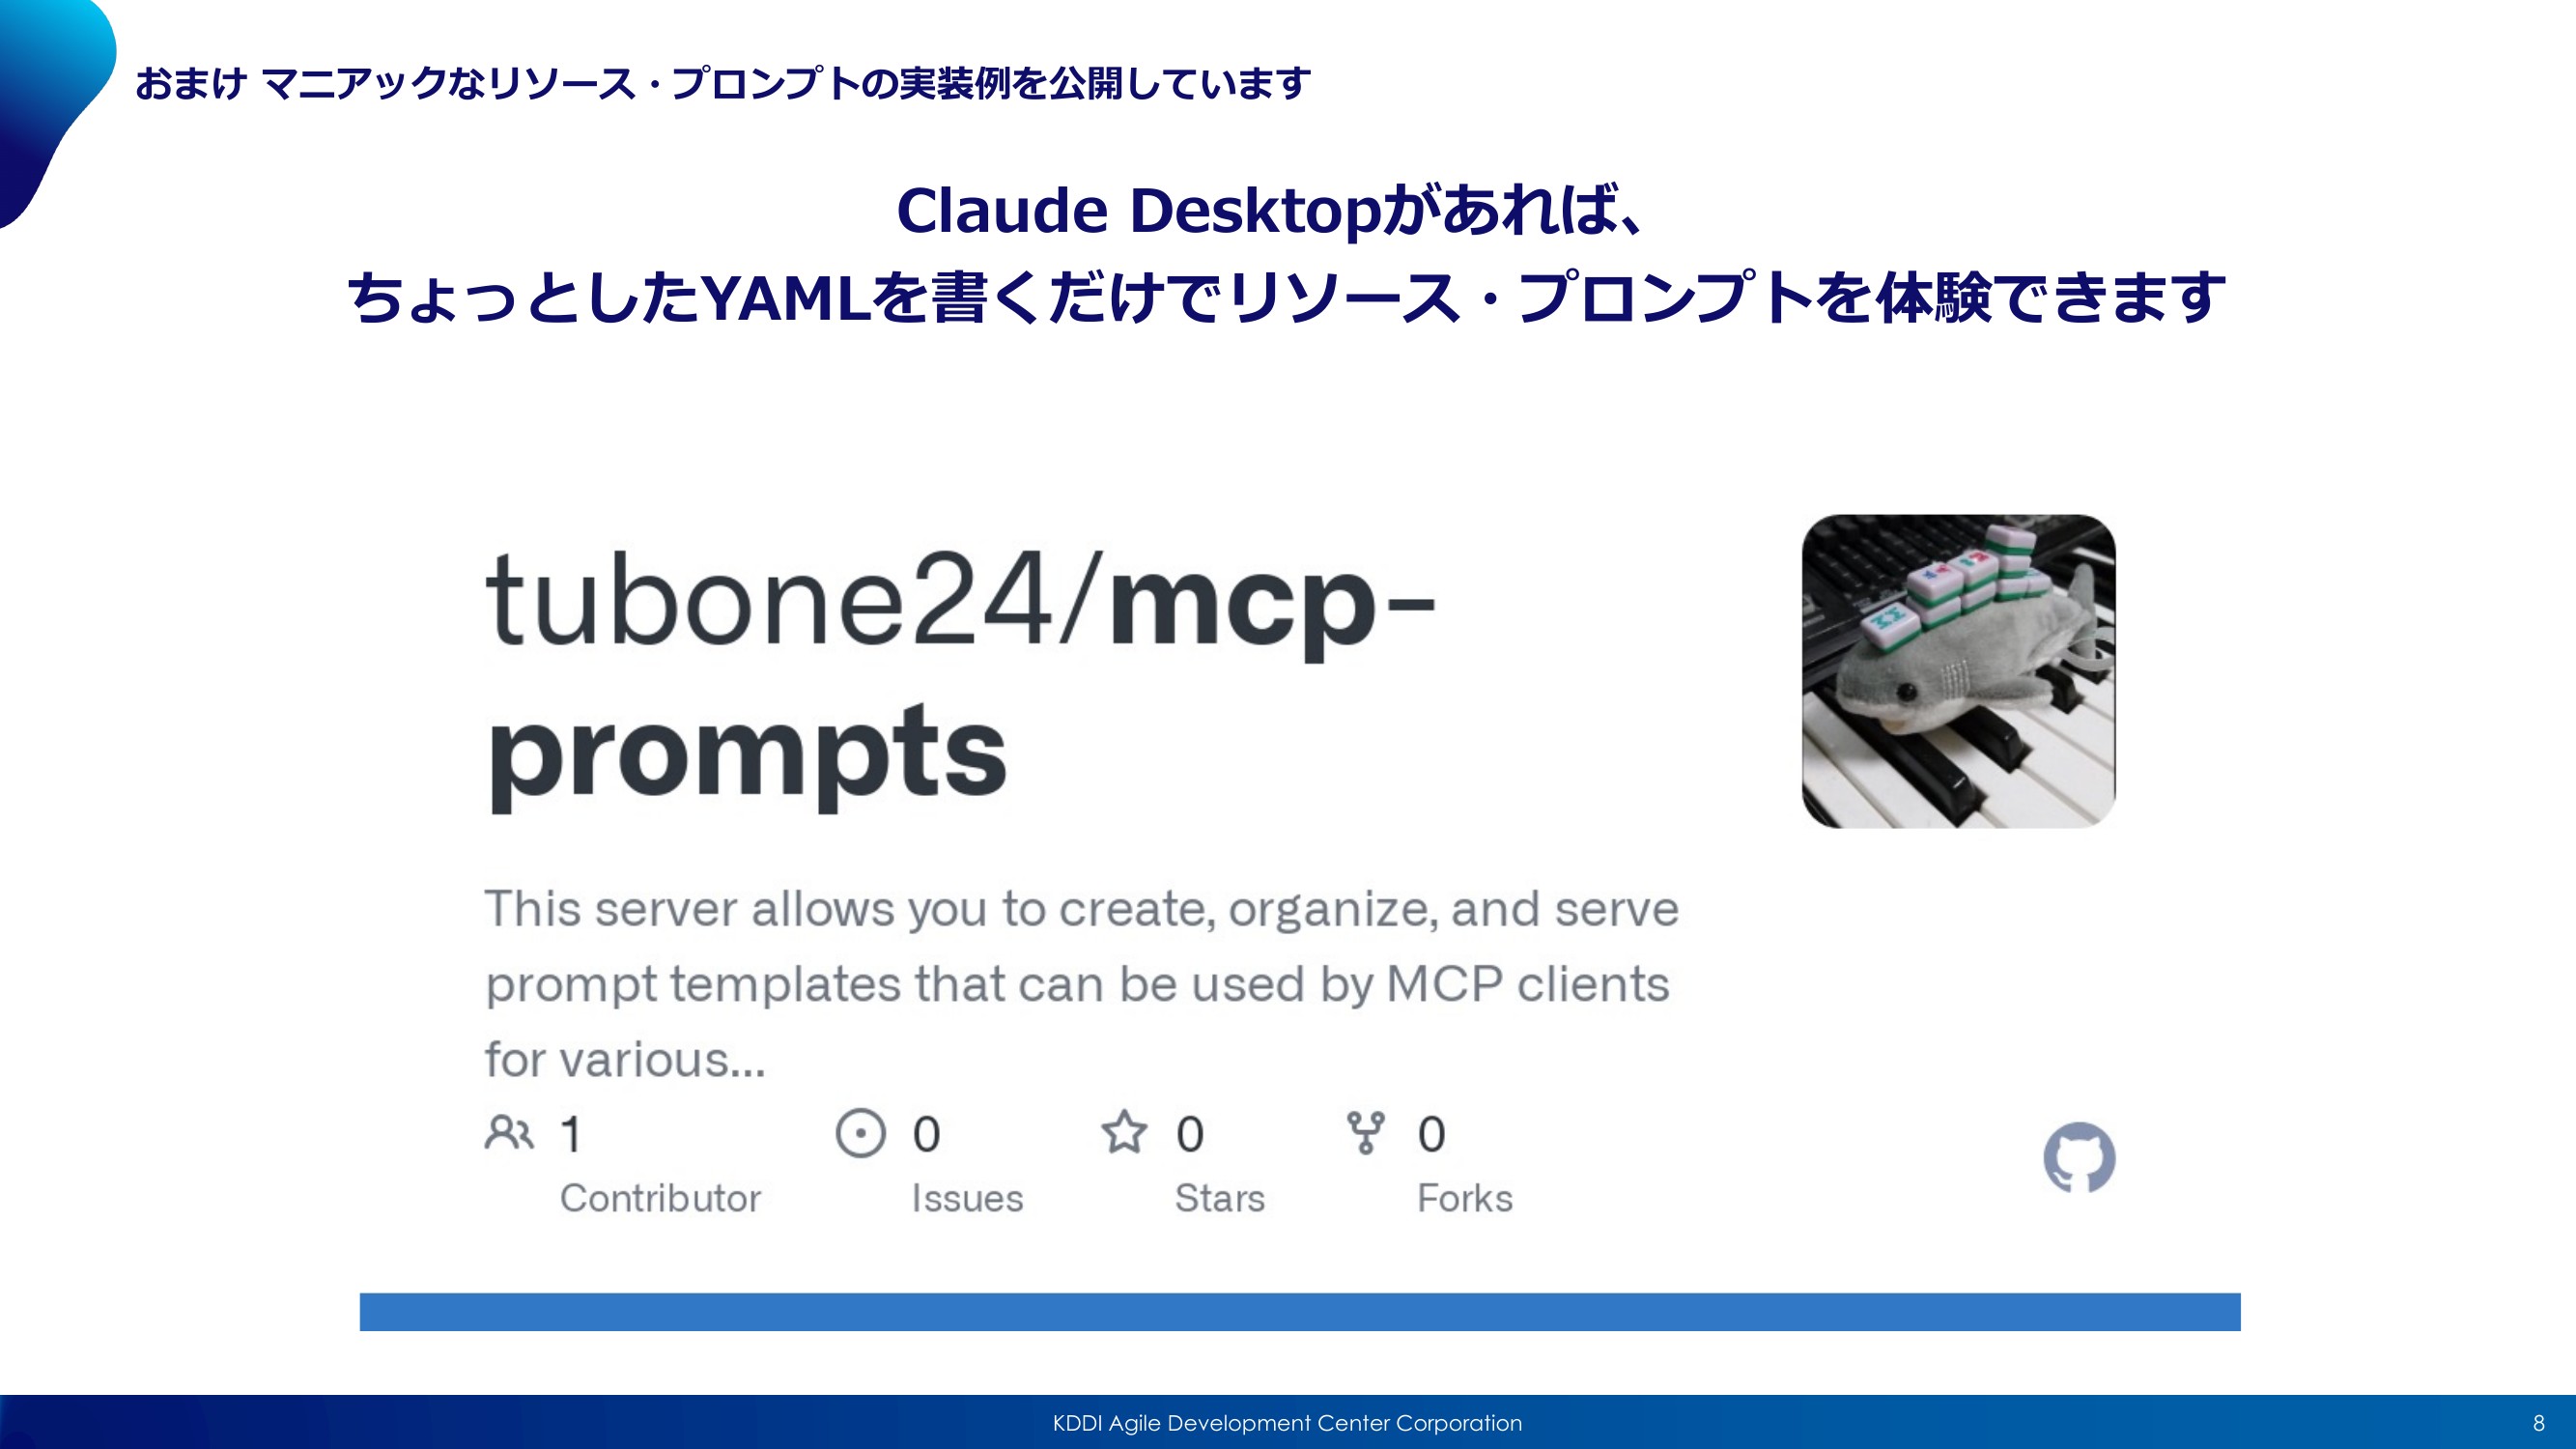 おまけ マニアックなリソース・プロンプトの実装例を公開しています
Claude Desktopがあれば、
ちょっとしたYAMLを書くだけでリソース・プロンプトを体験できます
tubone24/mcp-
prompts
This server allows you to create, organize, and serve
prompt templates that can be used by MCP clients
for various...
1 0 0 0
Contributor Issues Stars Forks
KDDI Agile Development Center Corporation
8